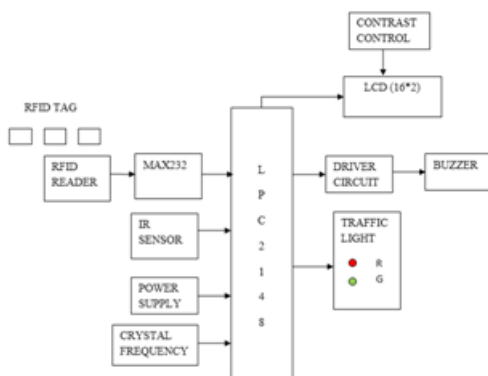 CONTRAST
CONTROL
LCD (16*2)
RFID TAG
RFID
READER
MAX232
L
P
C
2
1
4
8
DRIVER
CIRCUIT
BUZZER
IR
SENSOR
TRAFFIC
LIGHT
R
G
POWER
SUPPLY
CRYSTAL
FREQUENCY